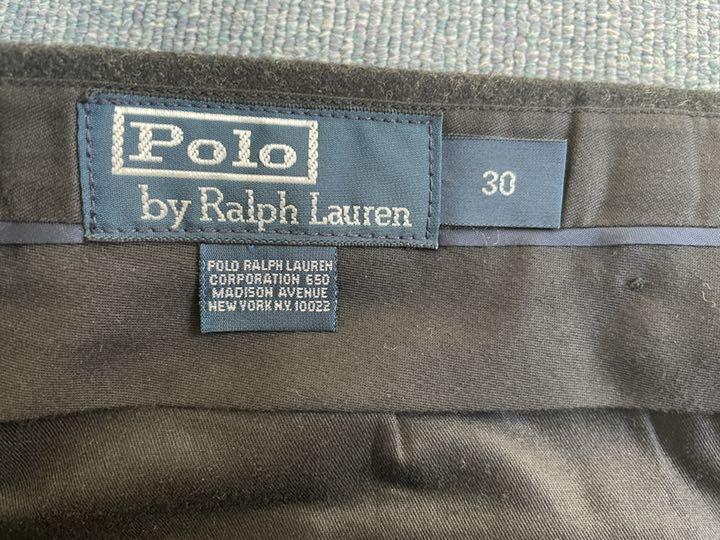 Polo
by Ralph Lauren
30
POLO RALPH LAUREN
CORPORATION 650
MADISON AVENUE
NEW YORK N.Y. 10022